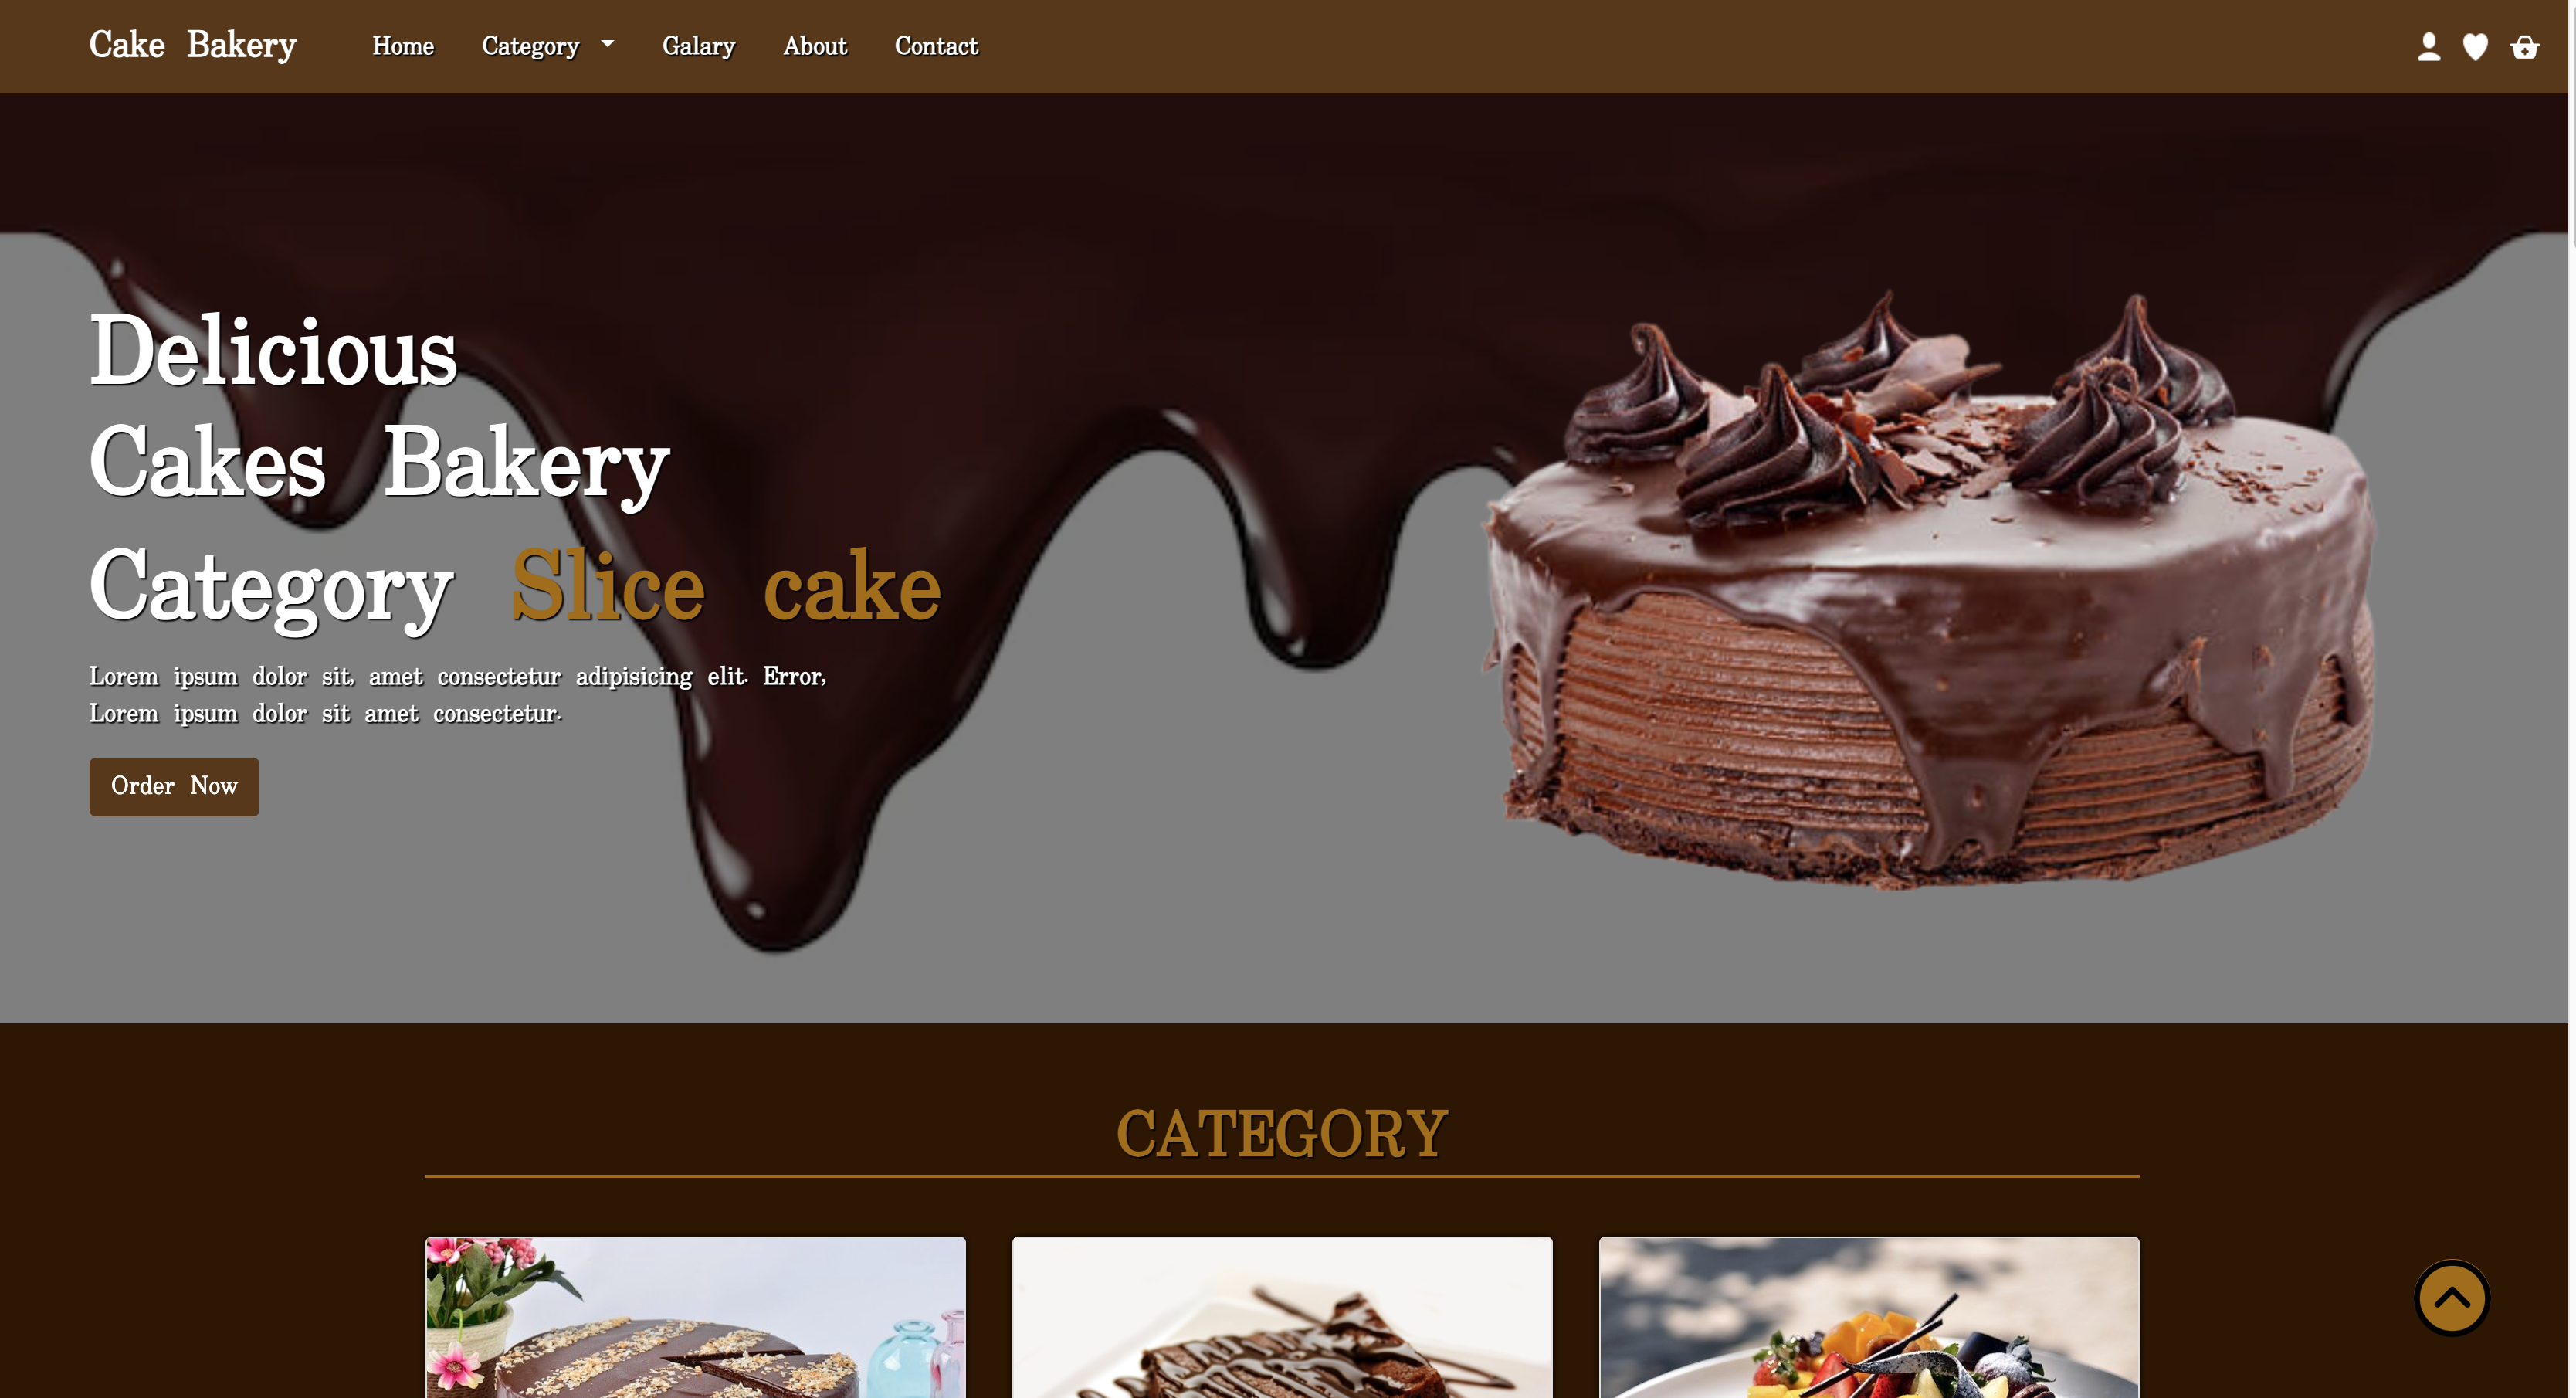 Cake Bakery
Home Category Galary About Contact
Delicious
Cakes Bakery
Category Slice cake
Lorem ipsum dolor sit, amet consectetur adipisicing elit. Error,
Lorem ipsum dolor sit amet consectetur.
Order Now
CATEGORY